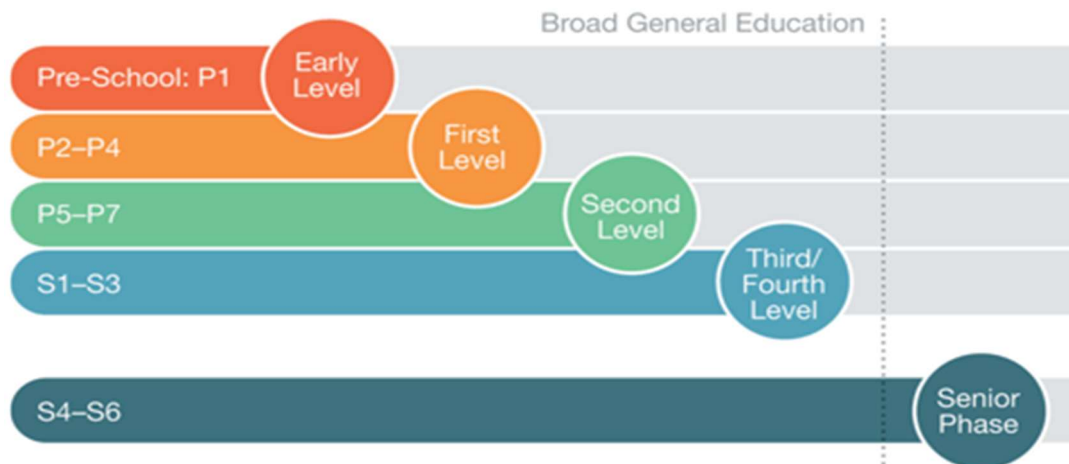 Broad General Education
Pre-School: P1
Early
Level
P2–P4
First
Level
P5–P7
Second
Level
S1–S3
Third/
Fourth
Level
S4–S6
Senior
Phase